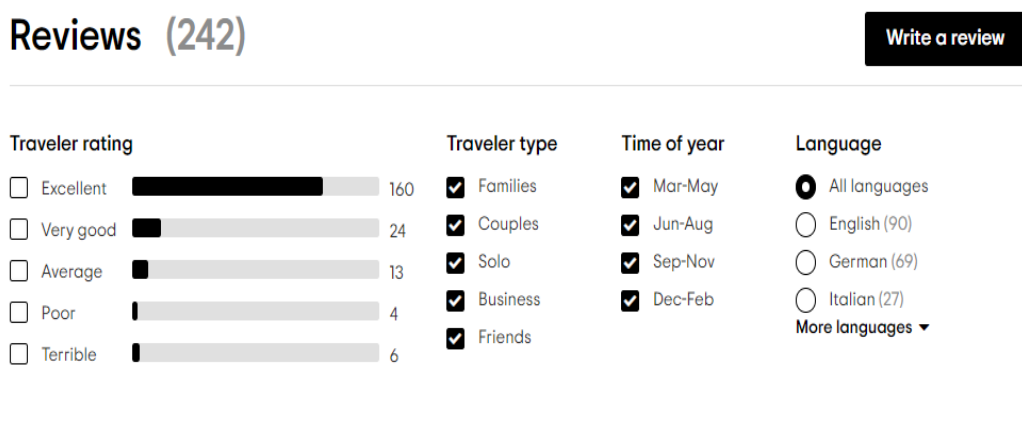 Reviews (242)
Write a review
Traveler rating
Excellent 160
Very good 24
Average 13
Poor 4
Terrible 6
Traveler type
Families
Couples
Solo
Business
Friends
Time of year
Mar-May
Jun-Aug
Sep-Nov
Dec-Feb
Language
All languages
English (90)
German (69)
Italian (27)
More languages